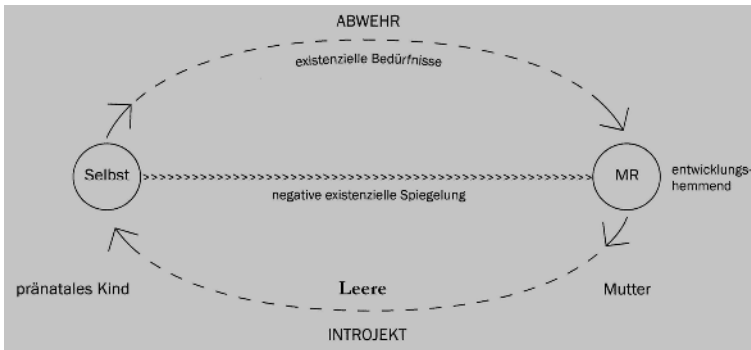 ABWEHR
existenzielle Bedürfnisse
Selbst
MR
entwicklungs-
hemmend
negative existenzielle Spiegelung
pränatales Kind
Leere
Mutter
INTROJEKT